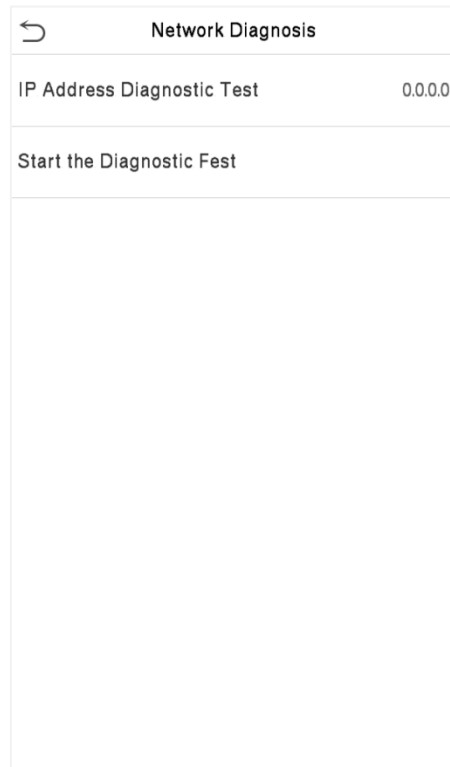 Network Diagnosis
IP Address Diagnostic Test 0.0.0.0
Start the Diagnostic Fest